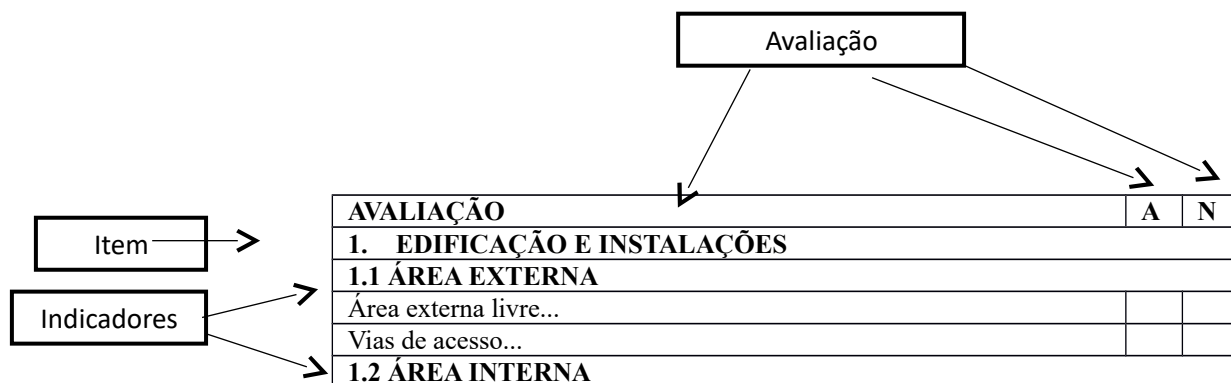 Avaliação
AVALIAÇÃO A N
Item
1. EDIFICAÇÃO E INSTALAÇÕES
1.1 ÁREA EXTERNA
Indicadores
Área externa livre...
Vias de acesso...
1.2 ÁREA INTERNA